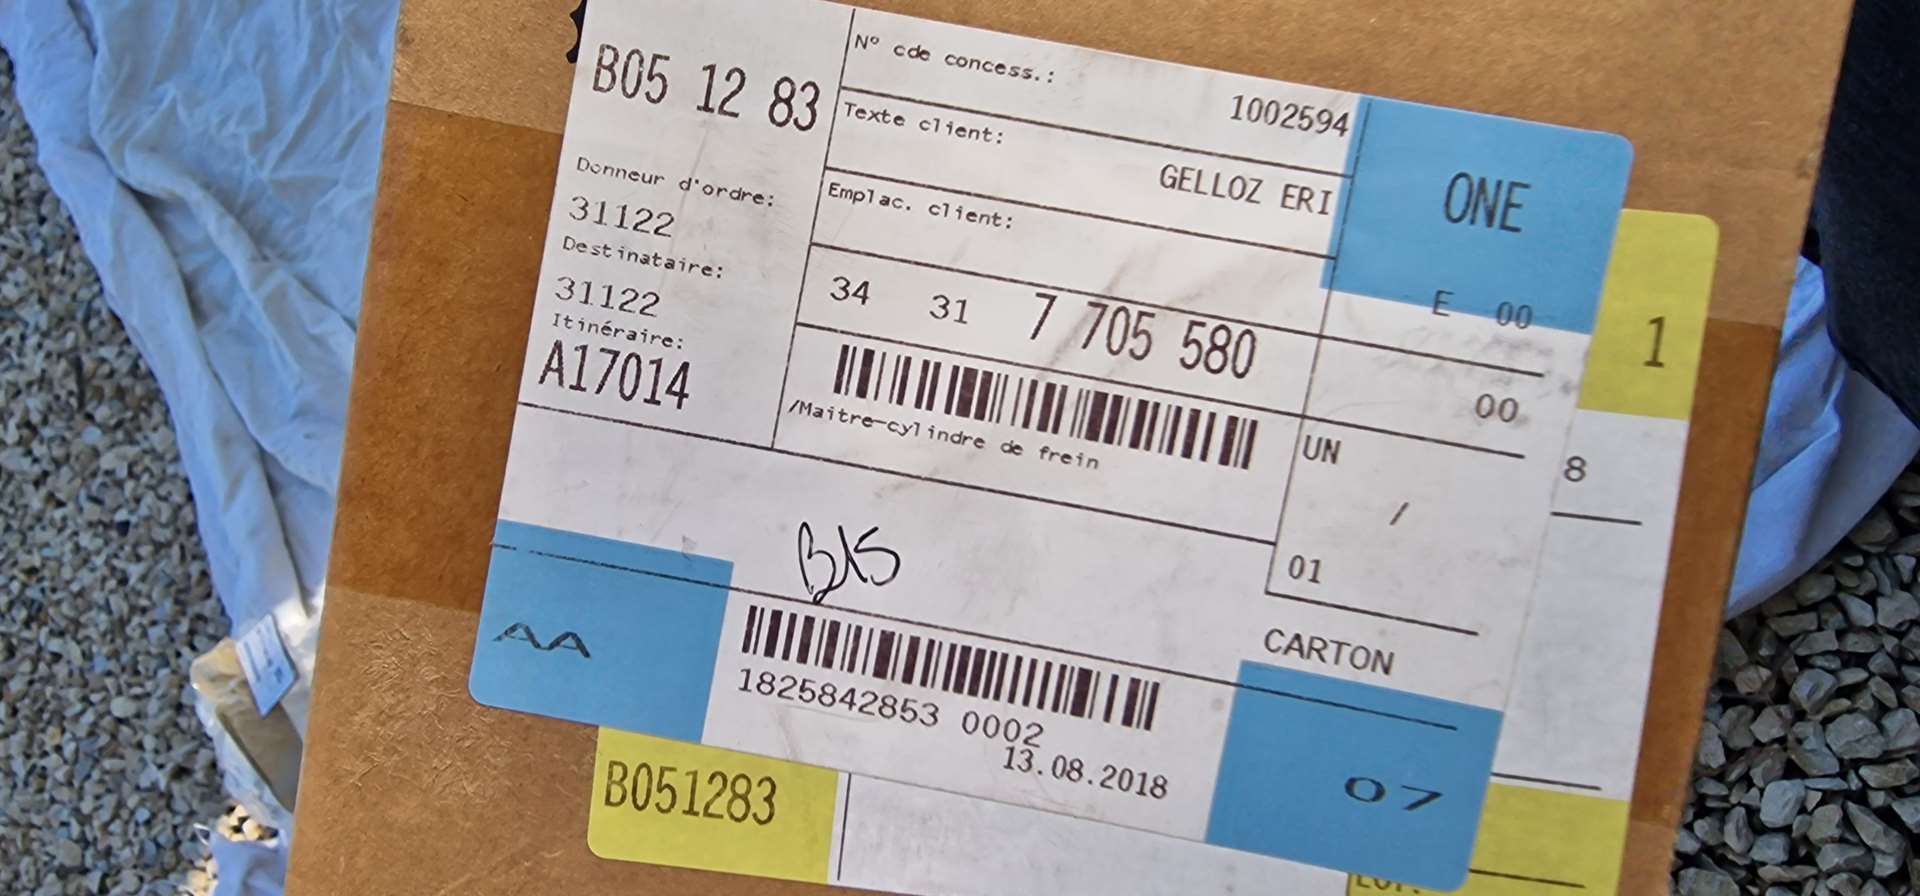 B05 12 83
Nº cde concess.:
1002594
Texte client:
GELLOZ ERI
Emplac. client:
ONE
E 00
1
Donneur d'ordre:
31122
Destinataire:
31122
Itinéraire:
A17014
34 31 7 705 580
00
/Maitre-cylindre de frein
UN
/
01
8
BAS
CARTON
AA
1825842853 0002
13.08.2018
07
B051283